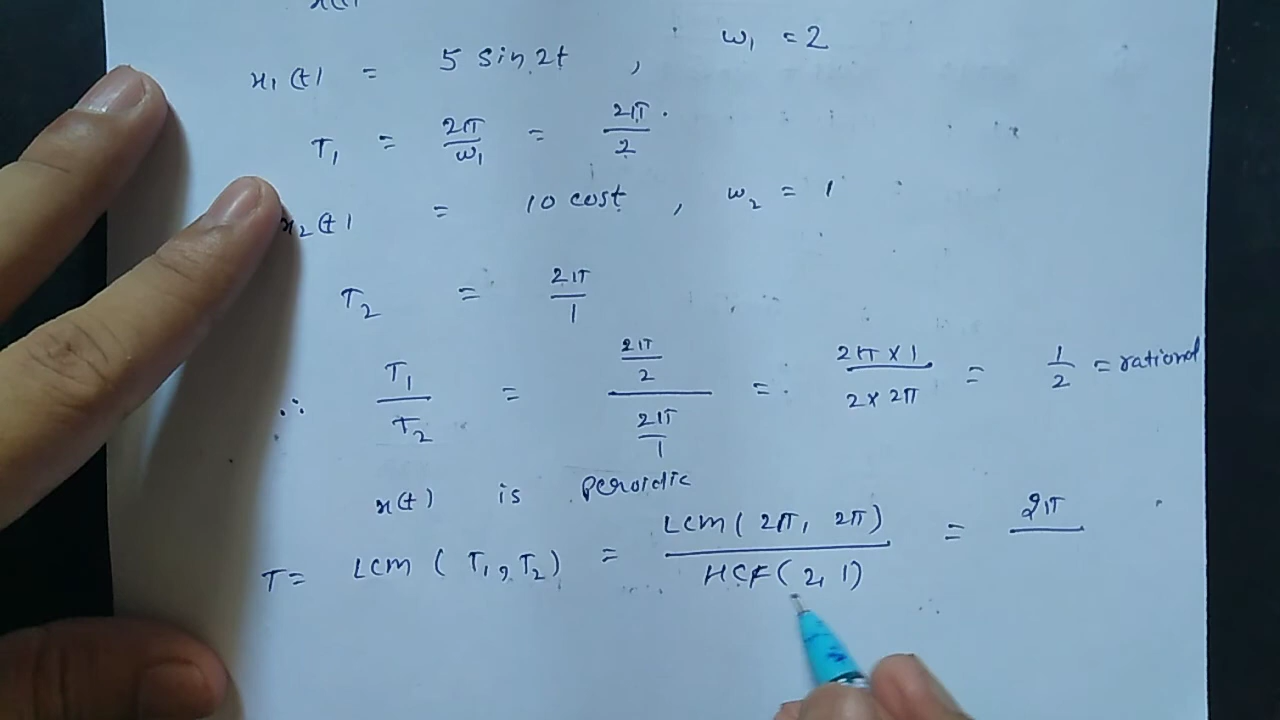 x₁(t) = 5 sin 2t , ω₁ = 2
T₁ = 2π/ω₁ = 2π/2 .
x₂(t) = 10 cost , ω₂ = 1
T₂ = 2π/1
∴ T₁/T₂ = (2π/2)/(2π/1) = (2π × 1)/(2 × 2π) = 1/2 = rational
x(t) is peroidic
T = LCM ( T₁, T₂) = LCM( 2π, 2π)/HCF( 2, 1) = 2π/